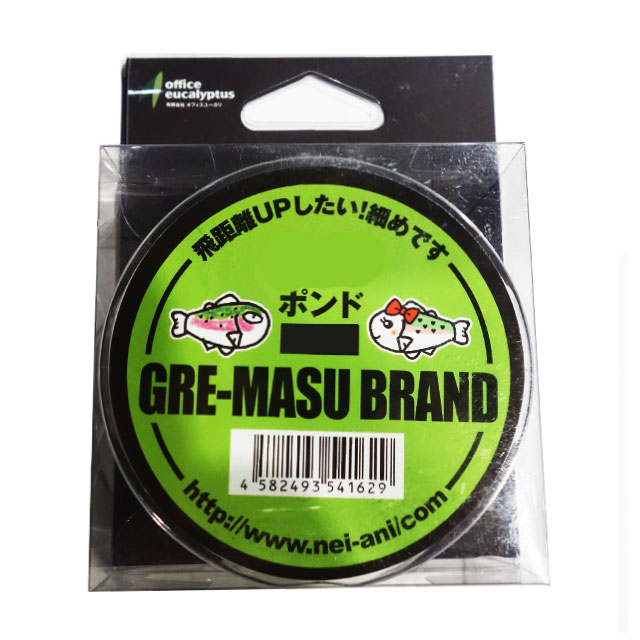 office
eucalyptus
有限会社 オフィスユーカリ
飛距離UPしたい!細めです
ポンド
GRE-MASU BRAND
4 582493 541629
http://www.nei-ani/com